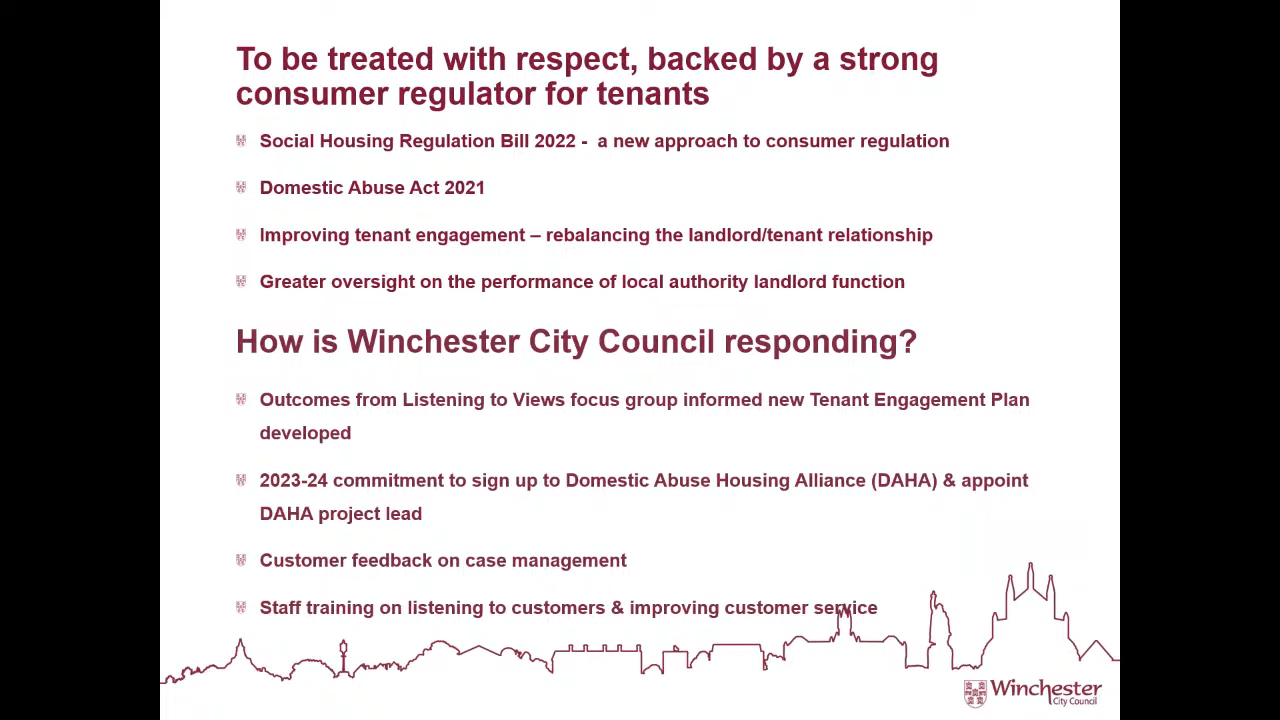 To be treated with respect, backed by a strong
consumer regulator for tenants
Social Housing Regulation Bill 2022 -  a new approach to consumer regulation
Domestic Abuse Act 2021
Improving tenant engagement – rebalancing the landlord/tenant relationship
Greater oversight on the performance of local authority landlord function
How is Winchester City Council responding?
Outcomes from Listening to Views focus group informed new Tenant Engagement Plan
developed
2023-24 commitment to sign up to Domestic Abuse Housing Alliance (DAHA) & appoint
DAHA project lead
Customer feedback on case management
Staff training on listening to customers & improving customer service
Winchester
City Council